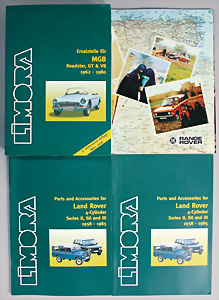 LIMORA
Ersatzteile für
MGB
Roadster, GT & V8
1962 - 1980
RANGE
ROVER
LIMORA
Parts and Accessories for
Land Rover
4-Cylinder
Series II, IIA and III
1958 - 1985
LIMORA
Parts and Accessories for
Land Rover
4-Cylinder
Series II, IIA and III
1958 - 1985